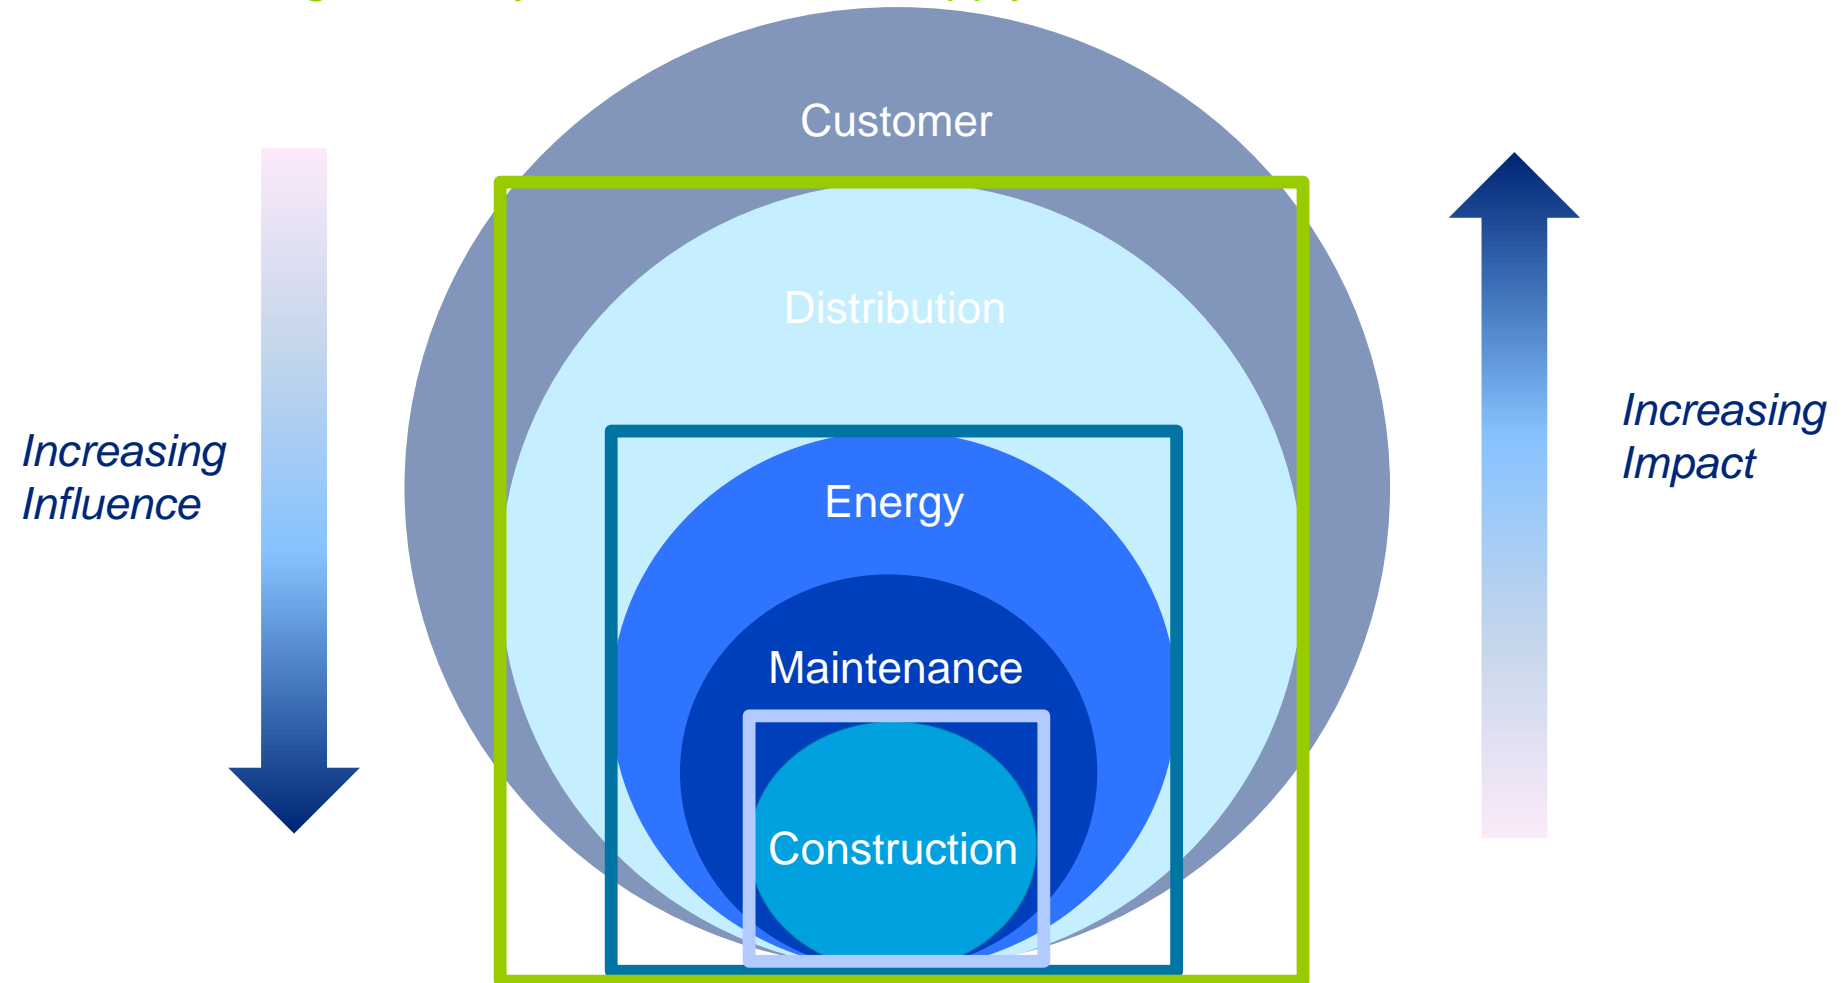 Customer
Distribution
Energy
Maintenance
Construction
Increasing
Influence
Increasing
Impact